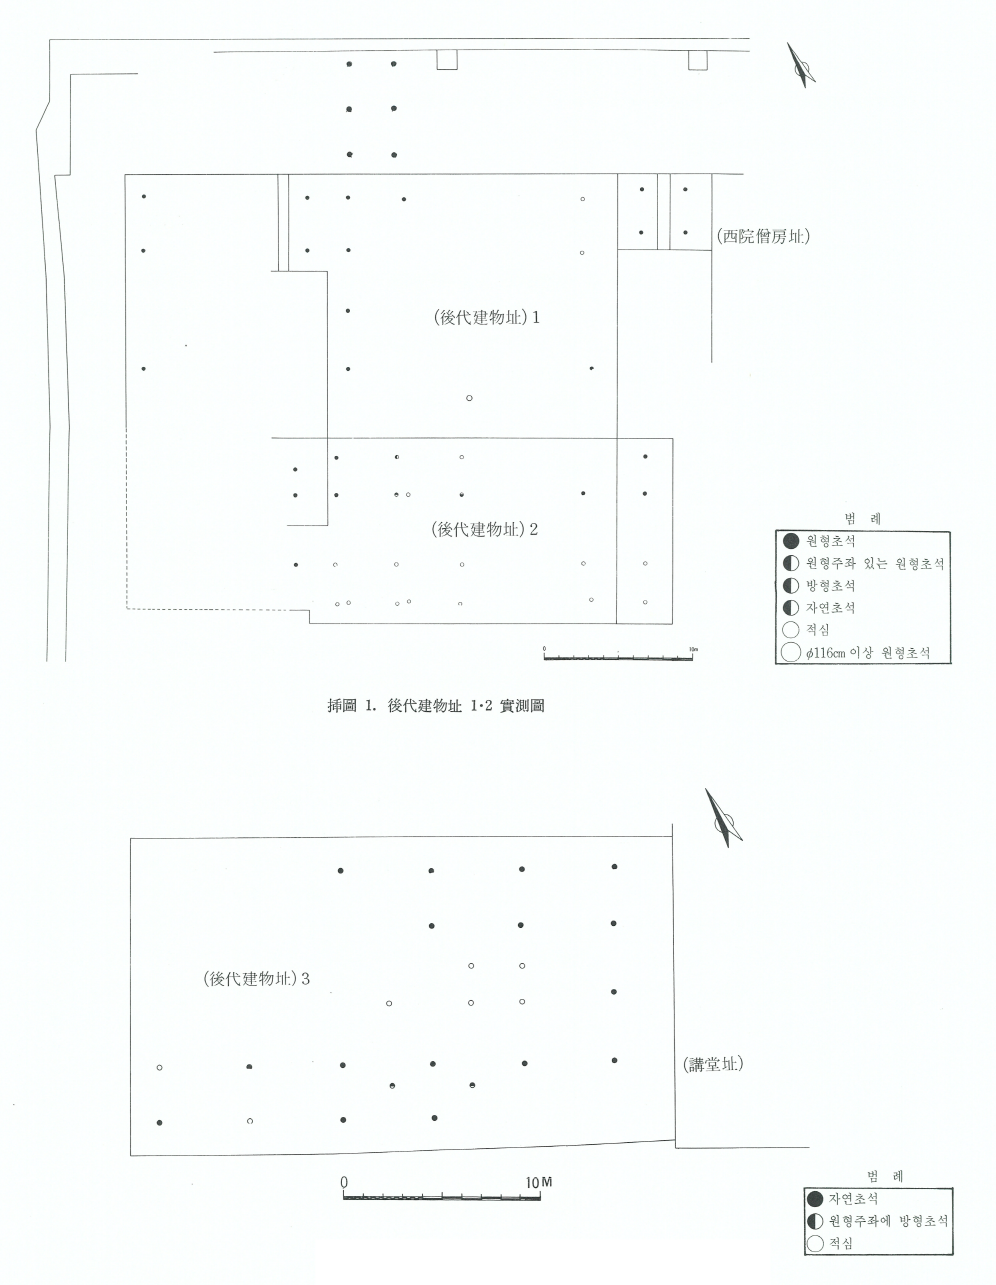 (西院僧房址)
(後代建物址) 1
(後代建物址) 2
범 례
원형초석
원형주좌 있는 원형초석
방형초석
자연초석
적심
ϕ116cm 이상 원형초석
0 10m
揷圖 1. 後代建物址 1·2 實測圖
(後代建物址) 3
(講堂址)
0 10M
범 례
자연초석
원형주좌에 방형초석
적심